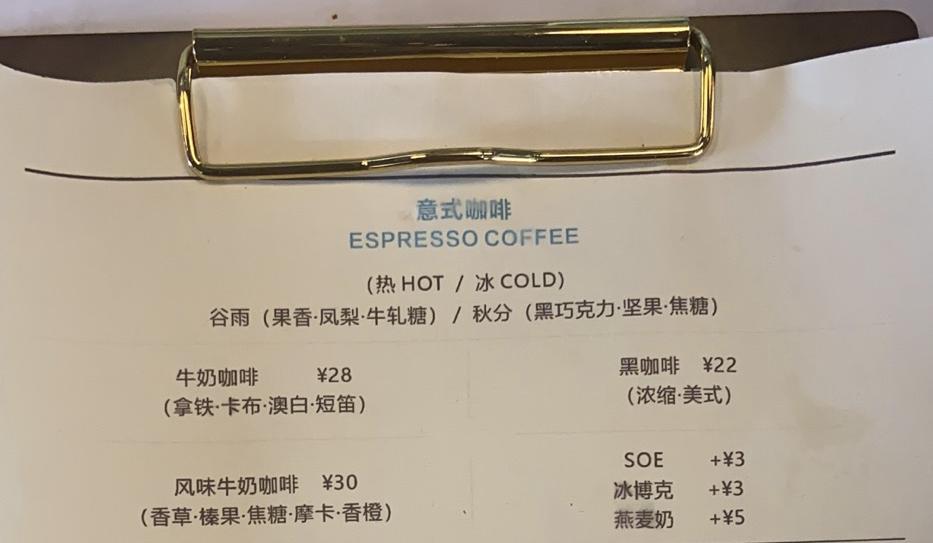 意式咖啡
ESPRESSO COFFEE
(热 HOT / 冰 COLD)
谷雨（果香·凤梨·牛轧糖）/ 秋分（黑巧克力·坚果·焦糖）
牛奶咖啡 ¥28
（拿铁·卡布·澳白·短笛）
黑咖啡 ¥22
（浓缩·美式）
风味牛奶咖啡 ¥30
（香草·榛果·焦糖·摩卡·香橙）
SOE +¥3
冰博克 +¥3
燕麦奶 +¥5